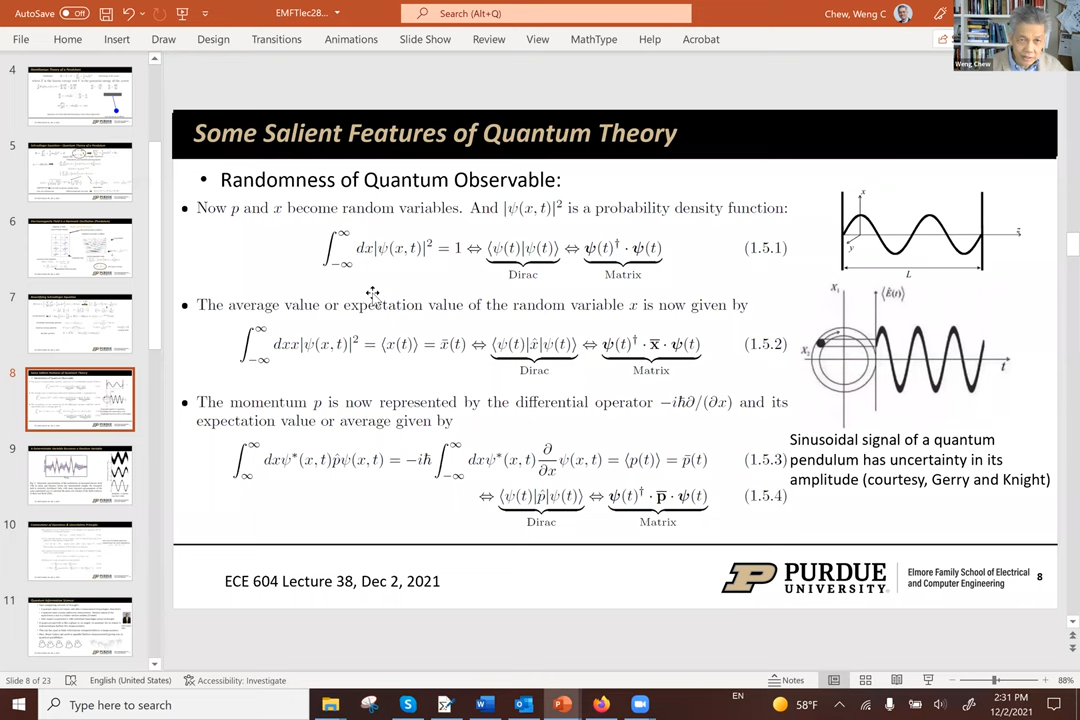 AutoSave Off EMFTlec28... Search (Alt+Q) Chew, Weng C
File Home Insert Draw Design Transitions Animations Slide Show Review View MathType Help Acrobat
Weng Chew
4
5
6
7
8
9
10
11
Some Salient Features of Quantum Theory
• Randomness of Quantum Observable:
• Now p and x become random variables. And |ψ(x, t)|² is a probability density function:
∫_{-∞}^{∞} dx|ψ(x, t)|² = 1 ⇔ ⟨ψ(t)|ψ(t)⟩ ⇔ ψ(t)† · ψ(t) (1.5.1)
Dirac Matrix
• The average value or expectation value of the random variable x is now given by
∫_{-∞}^{∞} dxx|ψ(x, t)|² = ⟨x(t)⟩ = x̄(t) ⇔ ⟨ψ(t)|x̂|ψ(t)⟩ ⇔ ψ(t)† · x̄ · ψ(t) (1.5.2)
Dirac Matrix
• The momentum p is now represented by the differential operator −iħ∂/(∂x) and its
expectation value or average given by
∫_{∞}^{∞} dxψ*(x, t)p̂ψ(x, t) = −iħ ∫_{-∞}^{∞} dxψ*(x, t) ∂/∂x ψ(x, t) = ⟨p(t)⟩ = p̄(t) (1.5.3)
⇔ ⟨ψ(t)|p̂|ψ(t)⟩ ⇔ ψ(t)† · p̄ · ψ(t) (1.5.4)
Dirac Matrix
x
y
z
L
X₁
⟨Ê(t)⟩
X₂
t
Sinusoidal signal of a quantum
pendulum has uncertainty in its
amplitude (courtesy, Gerry and Knight)
ECE 604 Lecture 38, Dec 2, 2021
PURDUE
UNIVERSITY
Elmore Family School of Electrical
and Computer Engineering
8
Slide 8 of 23 English (United States) Accessibility: Investigate Notes 88%
Type here to search
58°F
EN
2:31 PM
12/2/2021